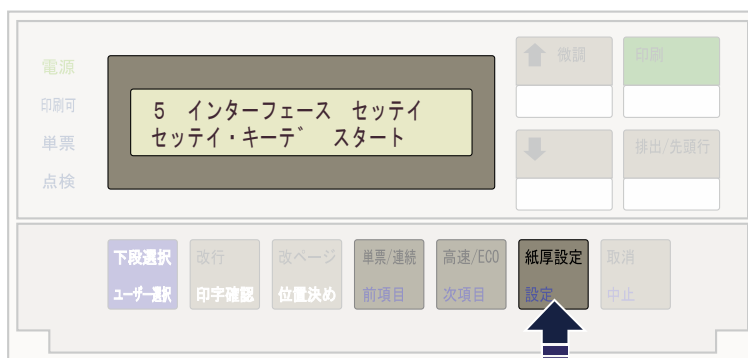 電源
印刷可
単票
点検
5 インターフェース セッテイ
セッテイ・キーデ スタート
微調
印刷
排出/先頭行
下段選択
ユーザー選択
改行
印字確認
改ページ
位置決め
単票/連続
前項目
高速/ECO
次項目
紙厚設定
設定
取消
中止